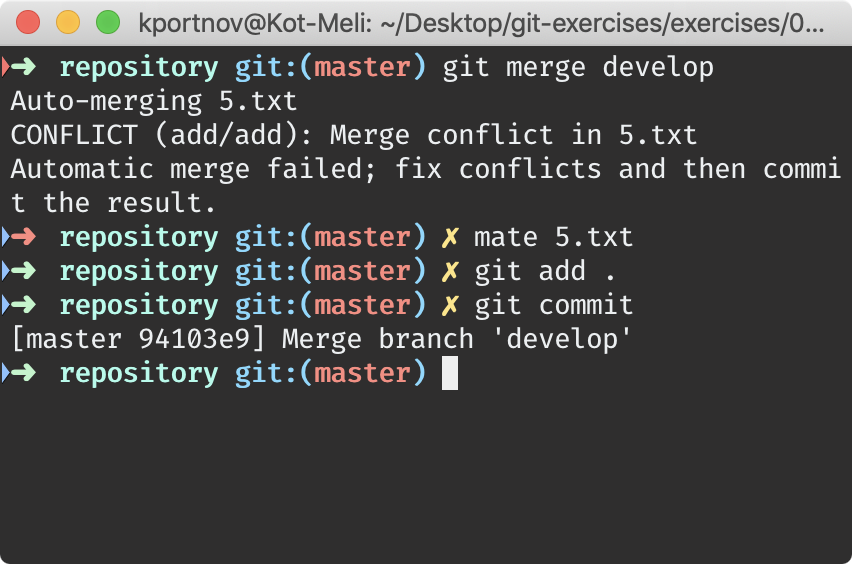 kportnov@Kot-Meli: ~/Desktop/git-exercises/exercises/0...
➜ repository git:(master) git merge develop
Auto-merging 5.txt
CONFLICT (add/add): Merge conflict in 5.txt
Automatic merge failed; fix conflicts and then commi
t the result.
➜ repository git:(master) ✗ mate 5.txt
➜ repository git:(master) ✗ git add .
➜ repository git:(master) ✗ git commit
[master 94103e9] Merge branch 'develop'
➜ repository git:(master)